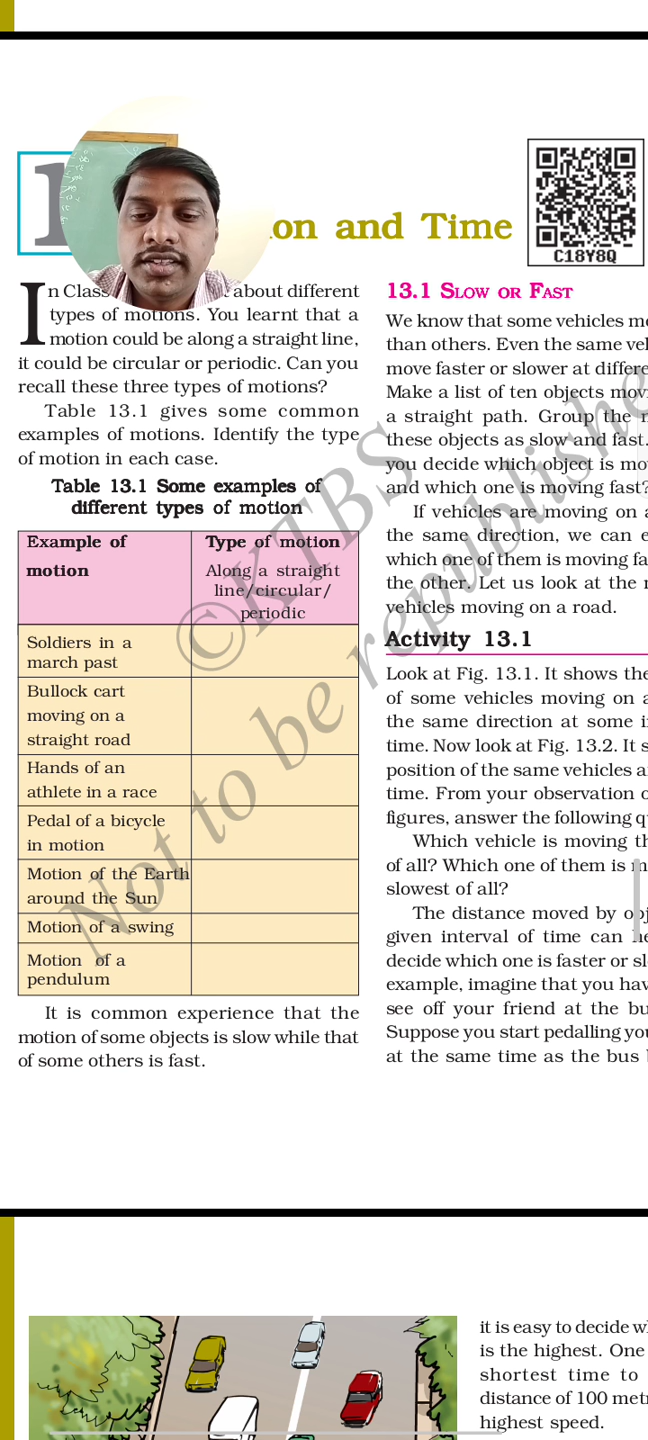 1
on and Time
C18Y8Q
In Class about different
types of motions. You learnt that a
motion could be along a straight line,
it could be circular or periodic. Can you
recall these three types of motions?
Table 13.1 gives some common
examples of motions. Identify the type
of motion in each case.
Table 13.1 Some examples of
different types of motion
Example of
motion
Type of motion
Along a straight
line/circular/
periodic
Soldiers in a
march past
Bullock cart
moving on a
straight road
Hands of an
athlete in a race
Pedal of a bicycle
in motion
Motion of the Earth
around the Sun
Motion of a swing
Motion of a
pendulum
It is common experience that the
motion of some objects is slow while that
of some others is fast.
13.1 SLOW OR FAST
We know that some vehicles
than others. Even the same
move faster or slower at
Make a list of ten objects
a straight path. Group the
these objects as slow and fast.
you decide which object is
and which one is moving fast?
If vehicles are moving on
the same direction, we can
which one of them is moving
the other. Let us look at the
vehicles moving on a road.
Activity 13.1
Look at Fig. 13.1. It shows
of some vehicles moving on
the same direction at some
time. Now look at Fig. 13.2. It
position of the same vehicles
time. From your observation
figures, answer the following
Which vehicle is moving
of all? Which one of them is
slowest of all?
The distance moved by
given interval of time can
decide which one is faster or
example, imagine that you
see off your friend at the
Suppose you start pedalling
at the same time as the bus
©KTBS
Not to be republished
it is easy to decide
is the highest. One
shortest time to
distance of 100
highest speed.